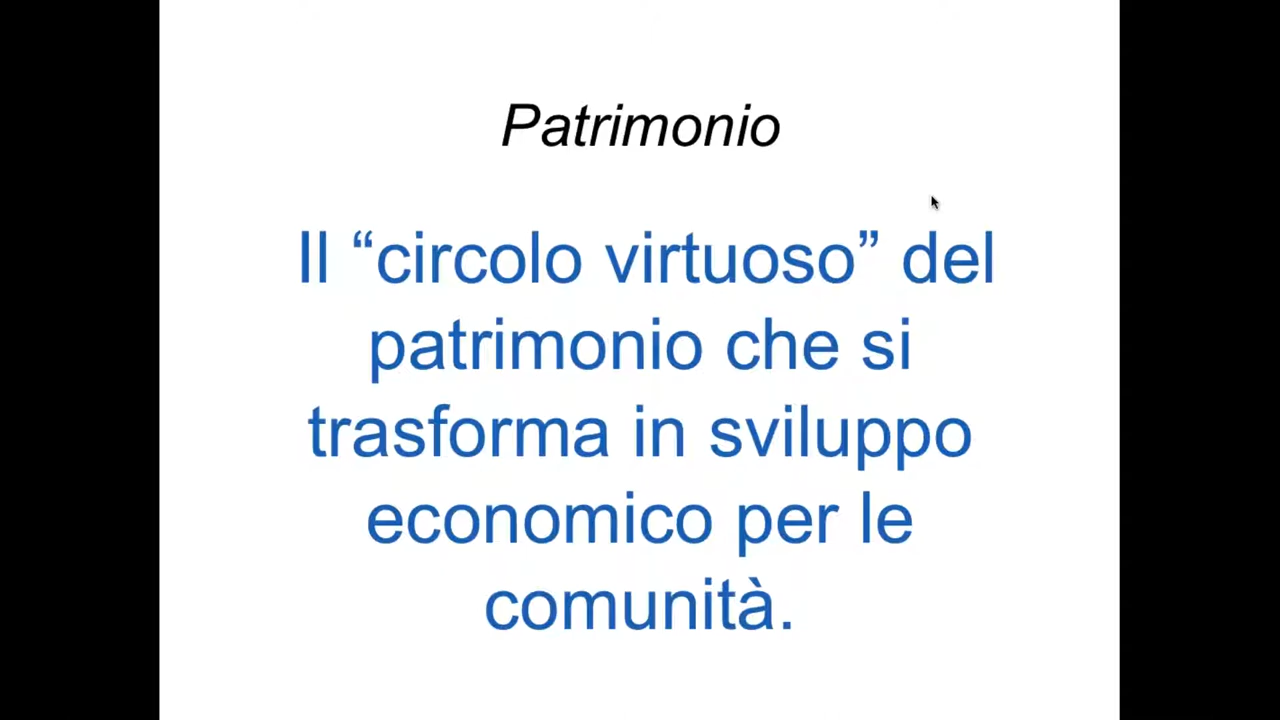 Patrimonio
Il “circolo virtuoso” del
patrimonio che si
trasforma in sviluppo
economico per le
comunità.